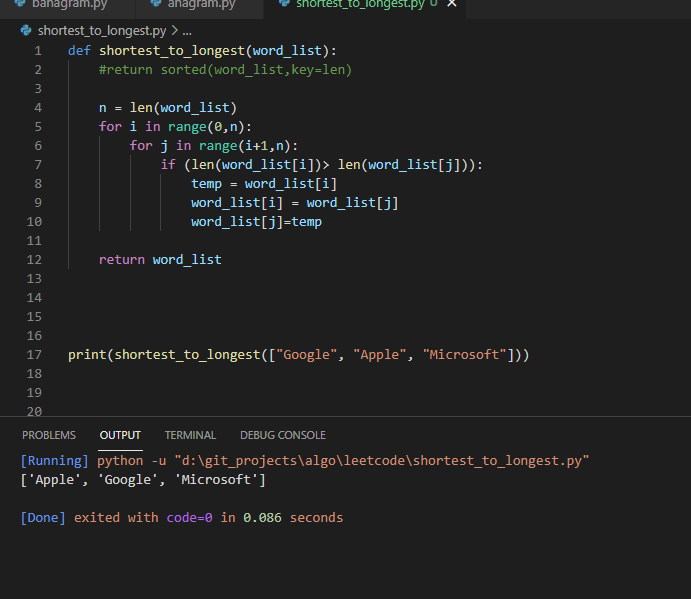 banagram.py anagram.py shortest_to_longest.py U ×
shortest_to_longest.py > ...
1 def shortest_to_longest(word_list):
2 #return sorted(word_list,key=len)
3
4 n = len(word_list)
5 for i in range(0,n):
6 for j in range(i+1,n):
7 if (len(word_list[i])> len(word_list[j])):
8 temp = word_list[i]
9 word_list[i] = word_list[j]
10 word_list[j]=temp
11
12 return word_list
13
14
15
16
17 print(shortest_to_longest(["Google", "Apple", "Microsoft"]))
18
19
20
PROBLEMS OUTPUT TERMINAL DEBUG CONSOLE
[Running] python -u "d:\git_projects\algo\leetcode\shortest_to_longest.py"
['Apple', 'Google', 'Microsoft']
[Done] exited with code=0 in 0.086 seconds